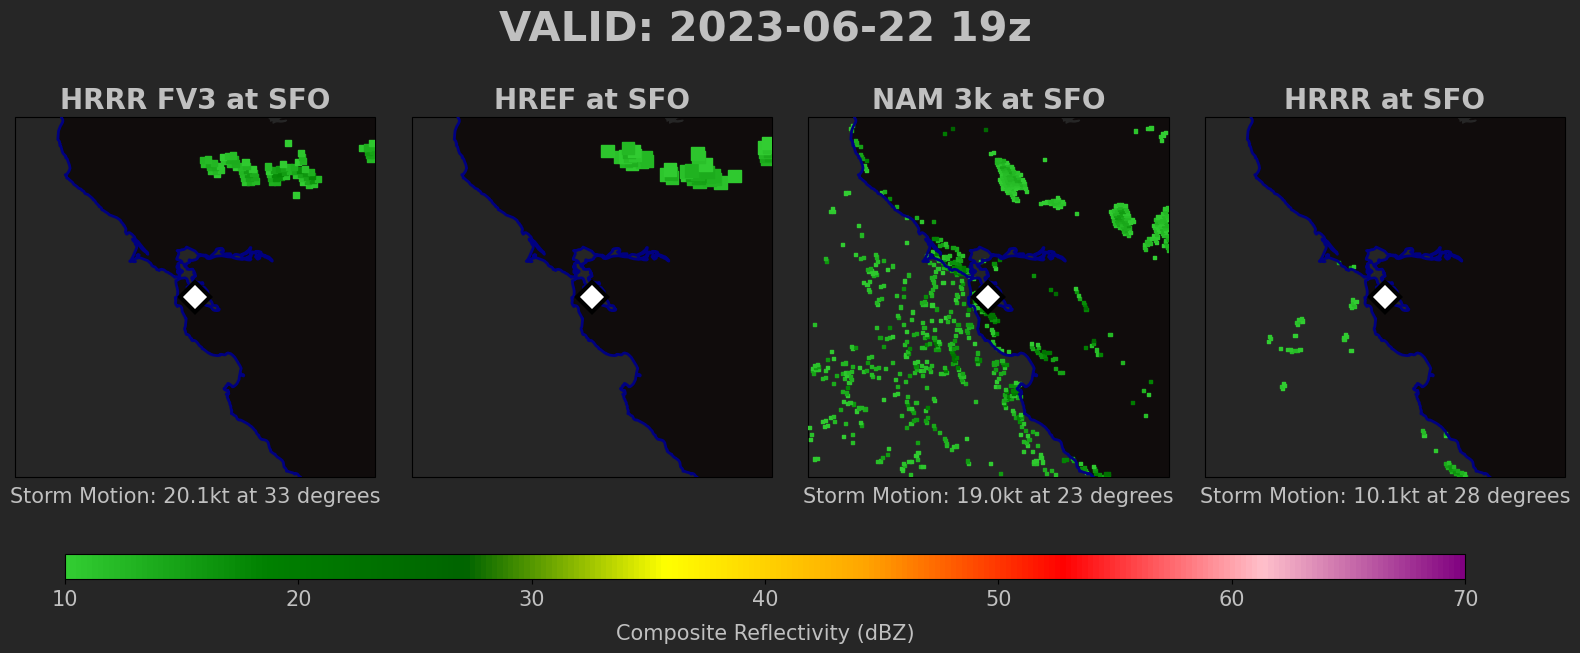 VALID: 2023-06-22 19z
HRRR FV3 at SFO
HREF at SFO
NAM 3k at SFO
HRRR at SFO
Storm Motion: 20.1kt at 33 degrees
Storm Motion: 19.0kt at 23 degrees
Storm Motion: 10.1kt at 28 degrees
10 20 30 40 50 60 70
Composite Reflectivity (dBZ)